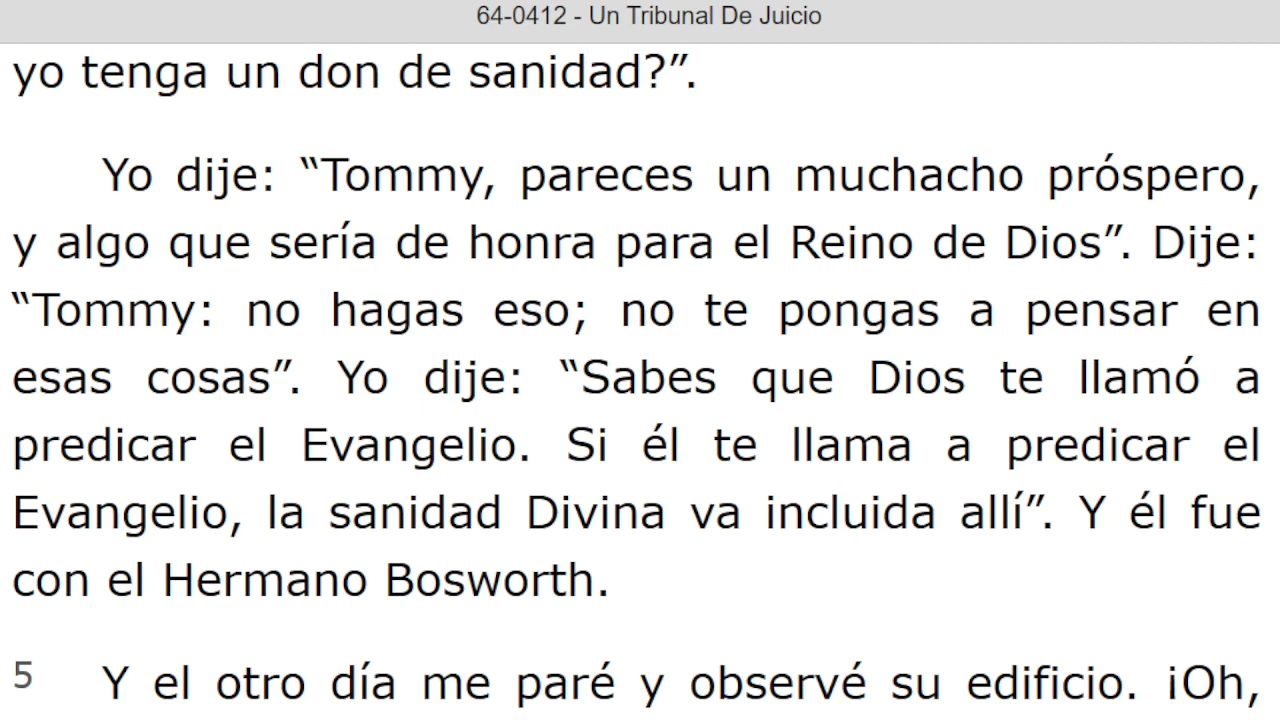 64-0412 - Un Tribunal De Juicio
yo tenga un don de sanidad?”.
Yo dije: “Tommy, pareces un muchacho próspero,
y algo que sería de honra para el Reino de Dios”. Dije:
“Tommy: no hagas eso; no te pongas a pensar en
esas cosas”. Yo dije: “Sabes que Dios te llamó a
predicar el Evangelio. Si él te llama a predicar el
Evangelio, la sanidad Divina va incluida allí”. Y él fue
con el Hermano Bosworth.
5 Y el otro día me paré y observé su edificio. ¡Oh,